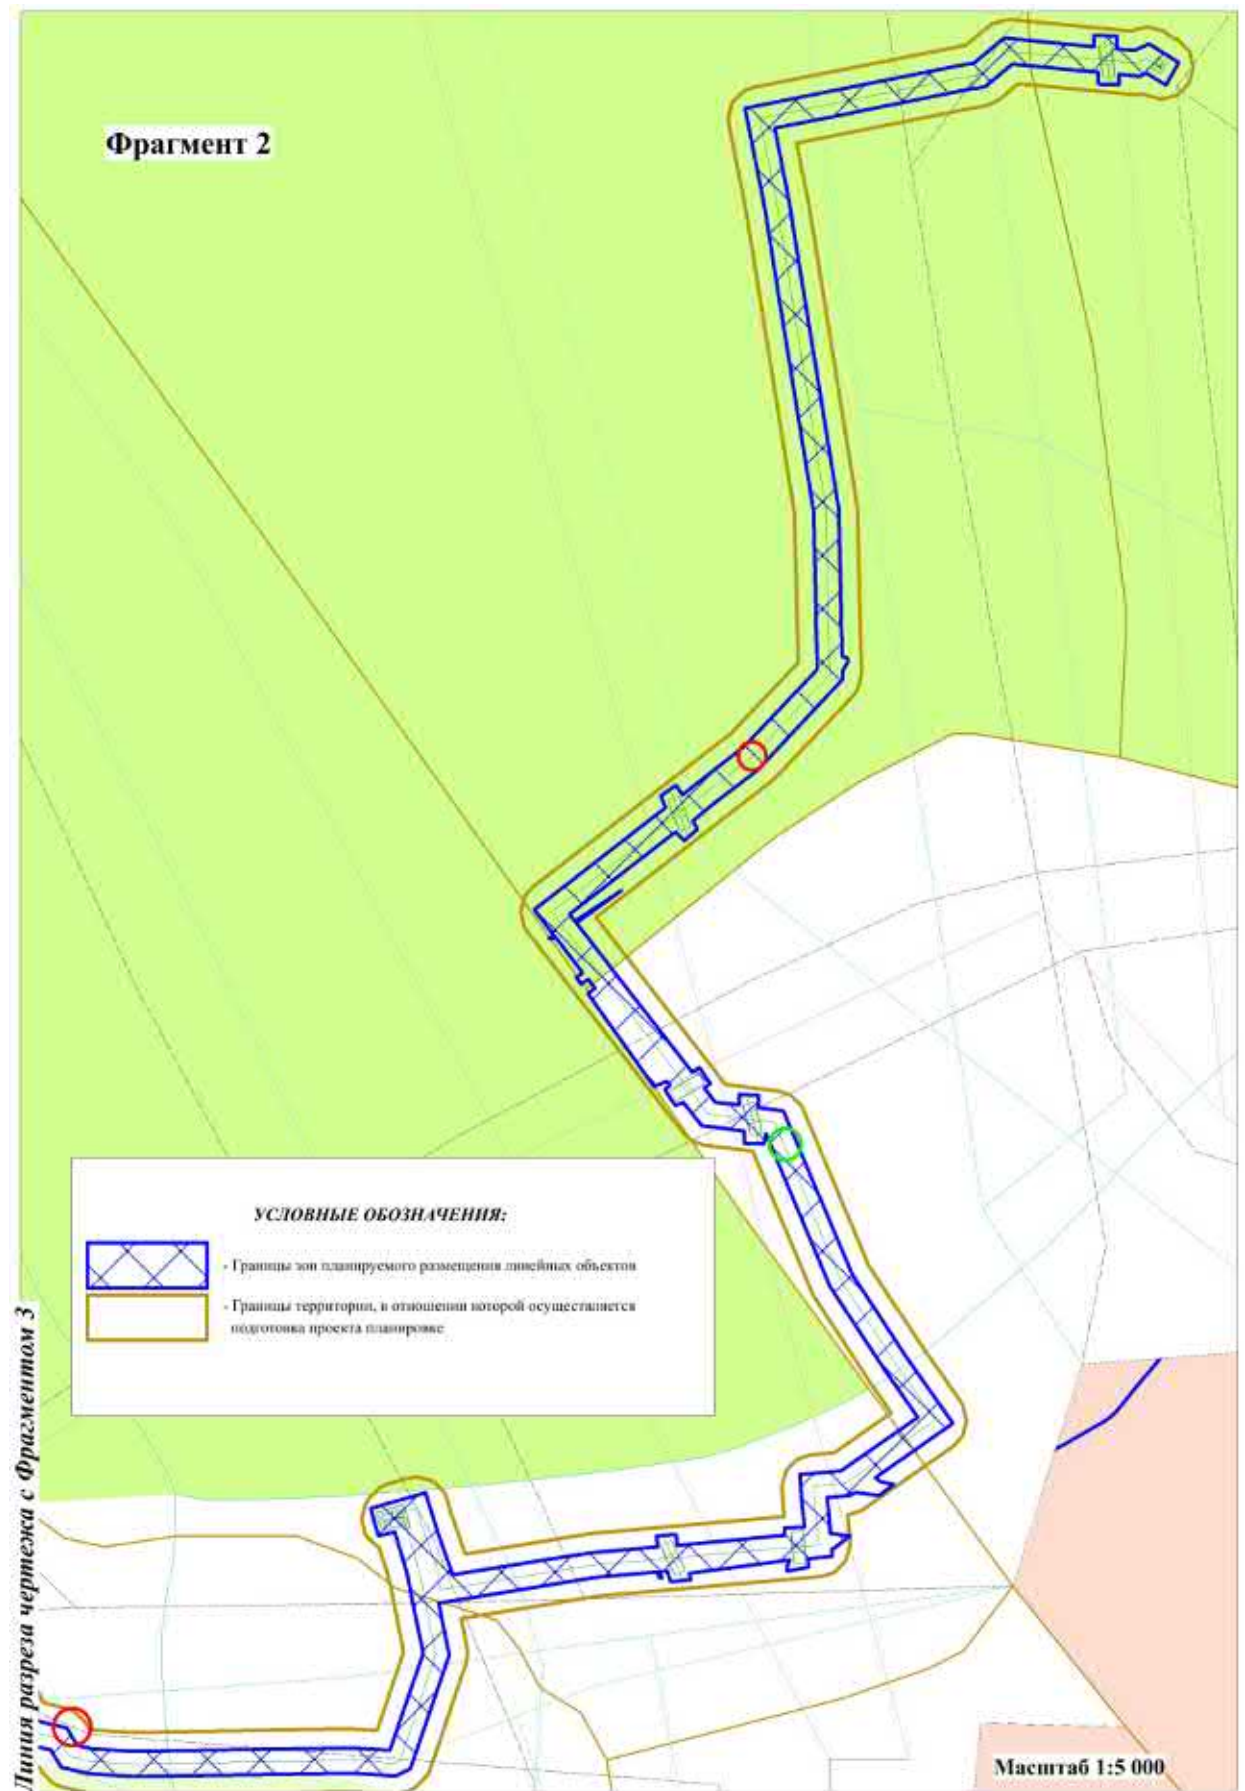 Фрагмент 2
УСЛОВНЫЕ ОБОЗНАЧЕНИЯ:
- Границы зон планируемого размещения линейных объектов
- Границы территории, в отношении которой осуществляется
подготовка проекта планировке
Линия разреза чертежа с Фрагментом 3
Масштаб 1:5 000